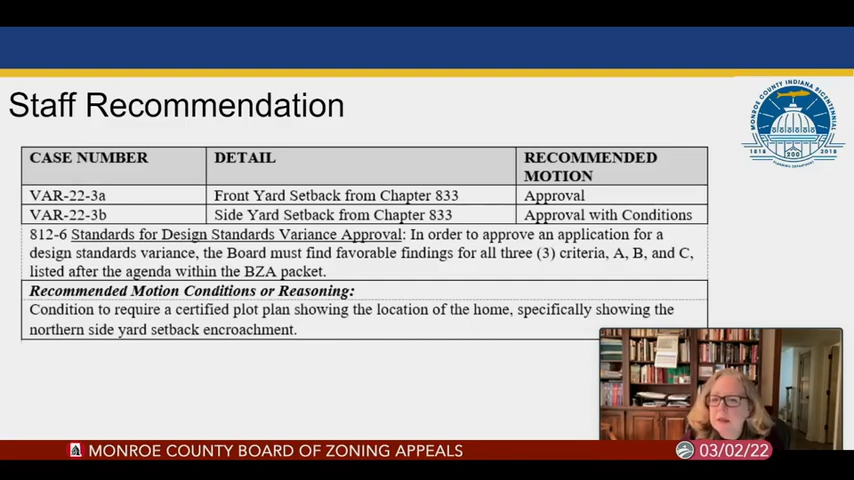 Staff Recommendation
MONROE COUNTY INDIANA BICENTENNIAL
1818 200 2018
PLANNING DEPARTMENT
CASE NUMBER DETAIL RECOMMENDED MOTION
VAR-22-3a Front Yard Setback from Chapter 833 Approval
VAR-22-3b Side Yard Setback from Chapter 833 Approval with Conditions
812-6 Standards for Design Standards Variance Approval: In order to approve an application for a
design standards variance, the Board must find favorable findings for all three (3) criteria, A, B, and C,
listed after the agenda within the BZA packet.
Recommended Motion Conditions or Reasoning:
Condition to require a certified plot plan showing the location of the home, specifically showing the
northern side yard setback encroachment.
MONROE COUNTY BOARD OF ZONING APPEALS 03/02/22